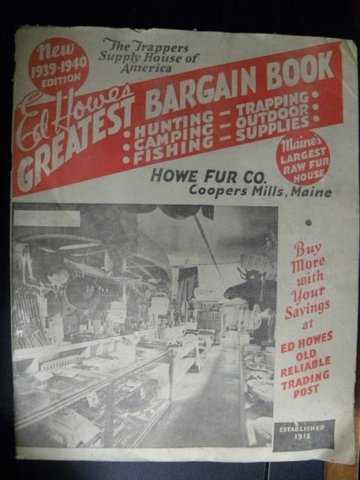 New
1939-1940
EDITION
The Trappers
Supply House of
America
Ed Howes
GREATEST BARGAIN BOOK
• HUNTING — TRAPPING •
• CAMPING — OUTDOOR •
• FISHING — SUPPLIES •
Maine's
LARGEST
RAW FUR
HOUSE
HOWE FUR CO.
Coopers Mills, Maine
Buy
More
with
Your
Savings
at
ED HOWES
OLD
RELIABLE
TRADING
POST
ESTABLISHED
1915